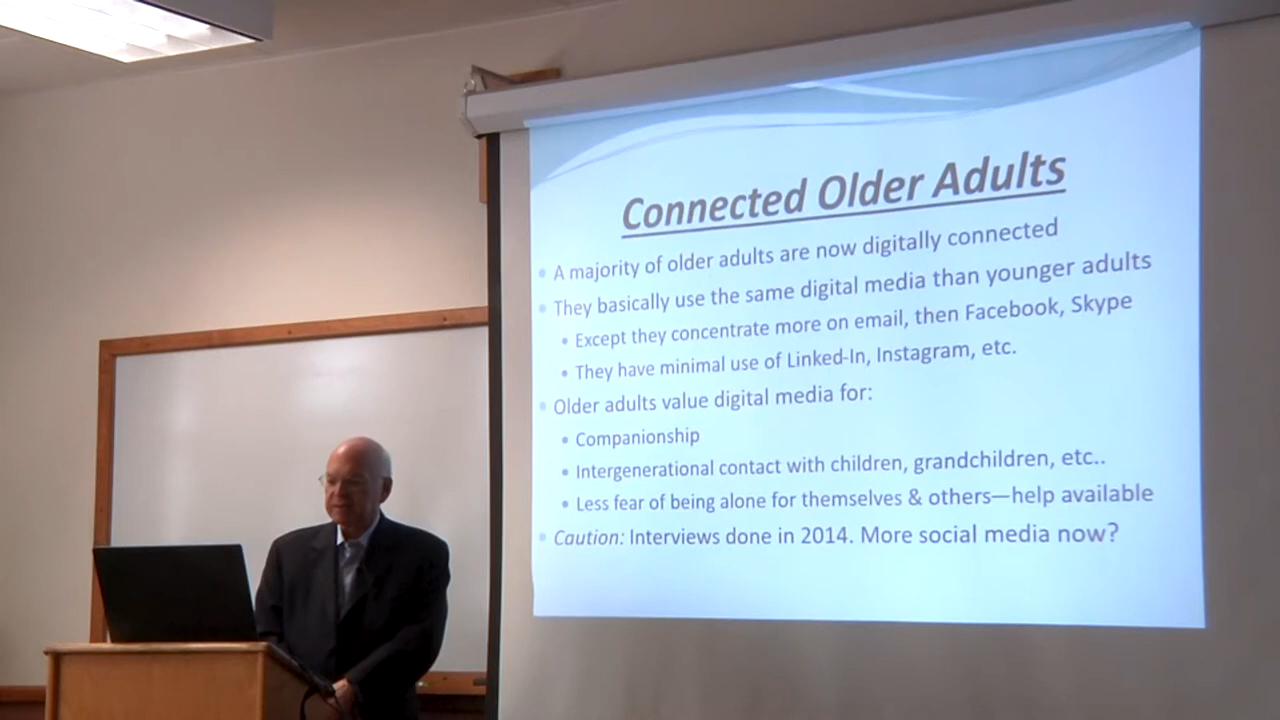 Connected Older Adults
• A majority of older adults are now digitally connected
• They basically use the same digital media than younger adults
• Except they concentrate more on email, then Facebook, Skype
• They have minimal use of Linked-In, Instagram, etc.
• Older adults value digital media for:
• Companionship
• Intergenerational contact with children, grandchildren, etc..
• Less fear of being alone for themselves & others—help available
• Caution: Interviews done in 2014. More social media now?